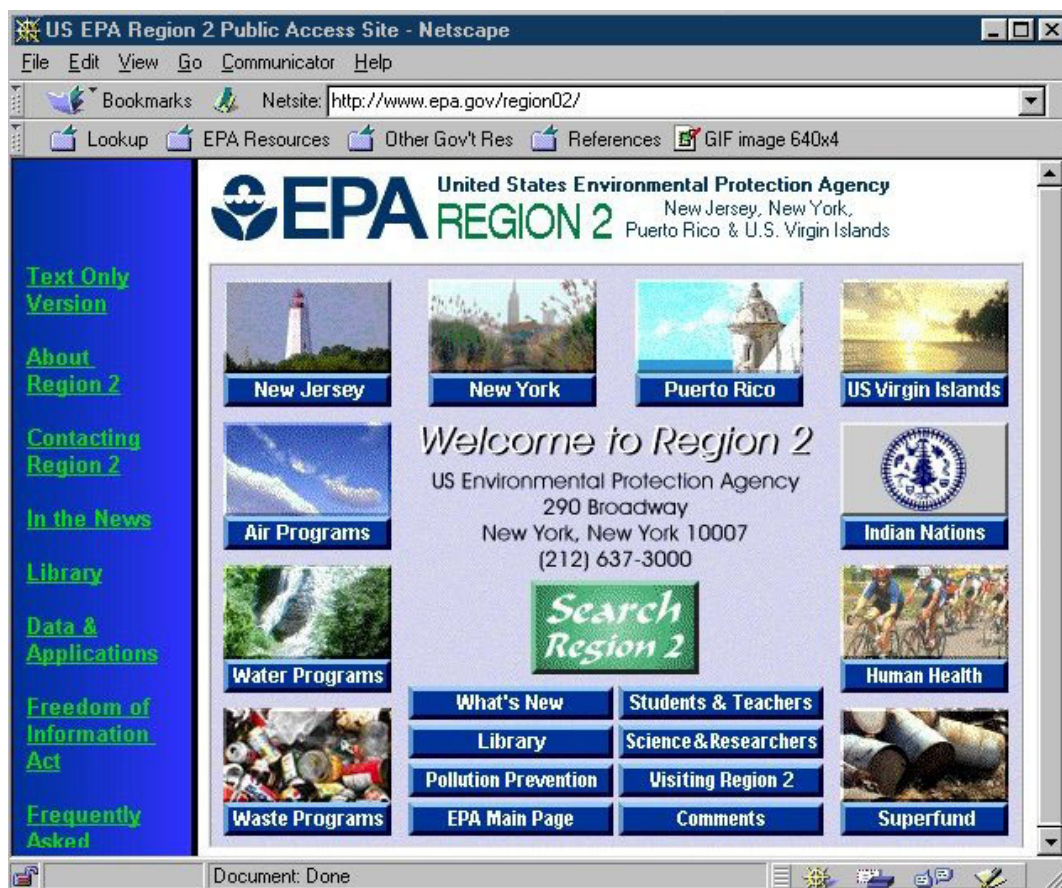 US EPA Region 2 Public Access Site - Netscape
File Edit View Go Communicator Help
Bookmarks Netsite: http://www.epa.gov/region02/
Lookup EPA Resources Other Gov't Res References GIF image 640x4
EPA
United States Environmental Protection Agency
REGION 2
New Jersey, New York,
Puerto Rico & U.S. Virgin Islands
Text Only
Version
About
Region 2
Contacting
Region 2
In the News
Library
Data &
Applications
Freedom of
Information
Act
Frequently
Asked
New Jersey
New York
Puerto Rico
US Virgin Islands
Air Programs
Welcome to Region 2
US Environmental Protection Agency
290 Broadway
New York, New York 10007
(212) 637-3000
Indian Nations
Search
Region 2
Water Programs
Human Health
What's New
Students & Teachers
Library
Science & Researchers
Pollution Prevention
Visiting Region 2
Waste Programs
EPA Main Page
Comments
Superfund
Document: Done